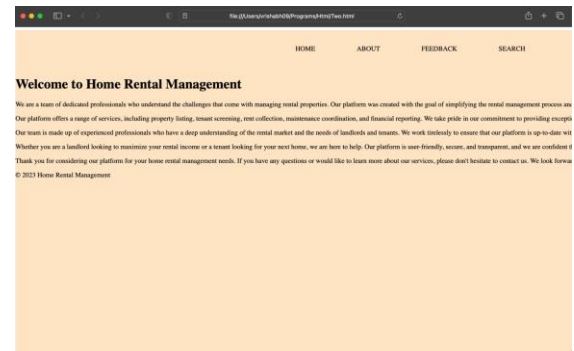 file:///Users/vrishabh09/Programs/Html/Two.html
HOME ABOUT FEEDBACK SEARCH
Welcome to Home Rental Management
We are a team of dedicated professionals who understand the challenges that come with managing rental properties. Our platform was created with the goal of simplifying the rental management process and
Our platform offers a range of services, including property listing, tenant screening, rent collection, maintenance coordination, and financial reporting. We take pride in our commitment to providing
Our team is made up of experienced professionals who have a deep understanding of the rental market and the needs of landlords and tenants. We work tirelessly to ensure that our platform is up-to-date
Whether you are a landlord looking to maximize your rental income or a tenant looking for your next home, we are here to help. Our platform is user-friendly, secure, and transparent, and we are confident
Thank you for considering our platform for your home rental management needs. If you have any questions or would like to learn more about our services, please don't hesitate to contact us. We look
© 2023 Home Rental Management